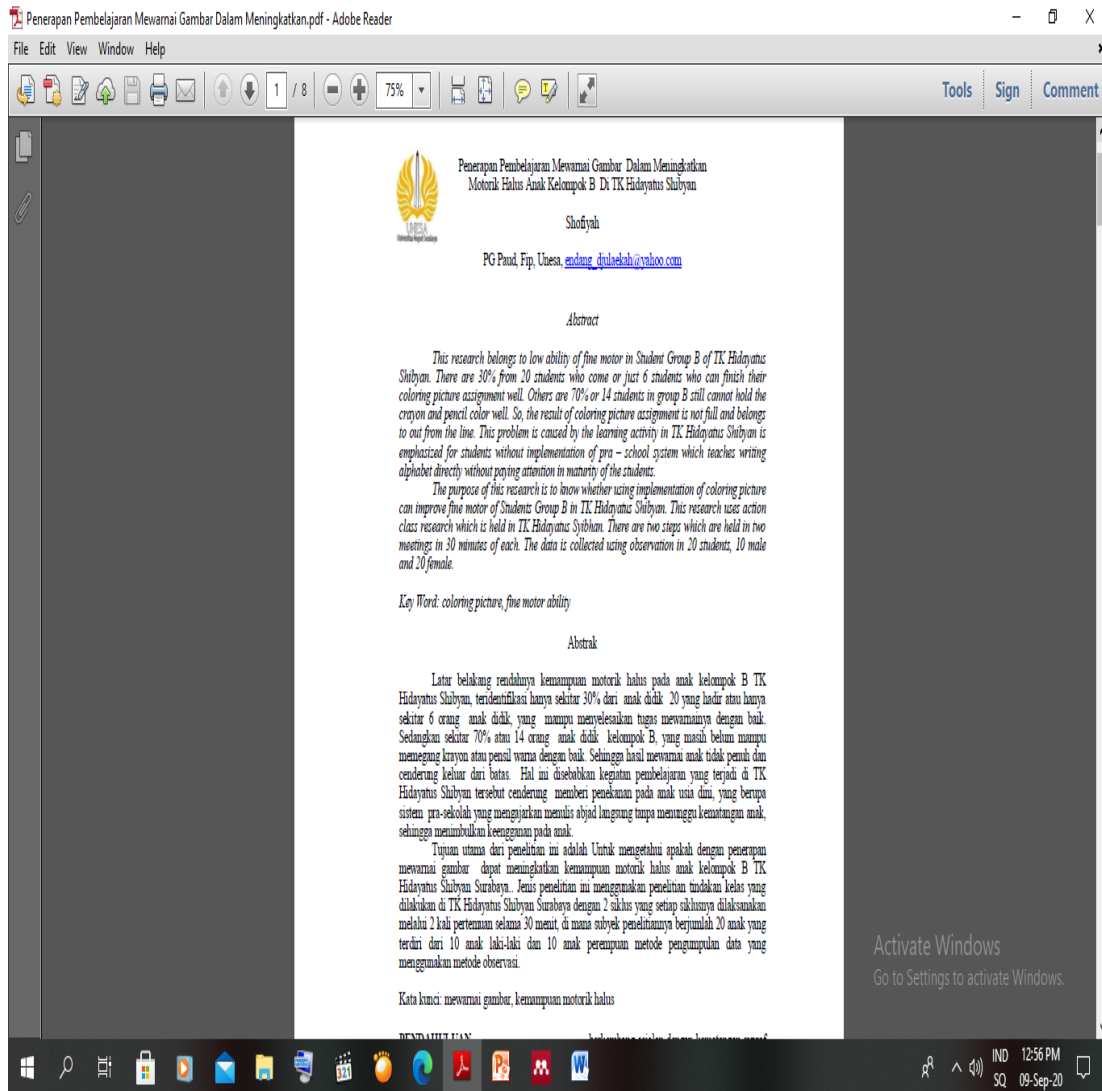 Penerapan Pembelajaran Mewarnai Gambar Dalam Meningkatkan.pdf - Adobe Reader
File Edit View Window Help
1 / 8 75% Tools Sign Comment
Penerapan Pembelajaran Mewarnai Gambar Dalam Meningkatkan
Motorik Halus Anak Kelompok B Di TK Hidayatus Shibyan
UNESA
Universitas Negeri Surabaya
Shofiyah
PG Paud, Fip, Unesa, endang_djulaekah@yahoo.com
Abstract
This research belongs to low ability of fine motor in Student Group B of TK Hidayatus
Shibyan. There are 30% from 20 students who come or just 6 students who can finish their
coloring picture assignment well. Others are 70% or 14 students in group B still cannot hold the
crayon and pencil color well. So, the result of coloring picture assignment is not full and belongs
to out from the line. This problem is caused by the learning activity in TK Hidayatus Shibyan is
emphasized for students without implementation of pra – school system which teaches writing
alphabet directly without paying attention in maturity of the students.
The purpose of this research is to know whether using implementation of coloring picture
can improve fine motor of Students Group B in TK Hidayatus Shibyan. This research uses action
class research which is held in TK Hidayatus Syibhan. There are two steps which are held in two
meetings in 30 minutes of each. The data is collected using observation in 20 students, 10 male
and 20 female.
Key Word: coloring picture, fine motor ability
Abstrak
Latar belakang rendahnya kemampuan motorik halus pada anak kelompok B TK
Hidayatus Shibyan, teridentifikasi hanya sekitar 30% dari anak didik 20 yang hadir atau hanya
sekitar 6 orang anak didik, yang mampu menyelesaikan tugas mewarnainya dengan baik.
Sedangkan sekitar 70% atau 14 orang anak didik kelompok B, yang masih belum mampu
memegang krayon atau pensil warna dengan baik. Sehingga hasil mewarnai anak tidak penuh dan
cenderung keluar dari batas. Hal ini disebabkan kegiatan pembelajaran yang terjadi di TK
Hidayatus Shibyan tersebut cenderung memberi penekanan pada anak usia dini, yang berupa
sistem pra-sekolah yang mengajarkan menulis abjad langsung tanpa menunggu kematangan anak,
sehingga menimbulkan keengganan pada anak.
Tujuan utama dari penelitian ini adalah Untuk mengetahui apakah dengan penerapan
mewarnai gambar dapat meningkatkan kemampuan motorik halus anak kelompok B TK
Hidayatus Shibyan Surabaya.. Jenis penelitian ini menggunakan penelitian tindakan kelas yang
dilakukan di TK Hidayatus Shibyan Surabaya dengan 2 siklus yang setiap siklusnya dilaksanakan
melalui 2 kali pertemuan selama 30 menit, di mana subyek penelitiannya berjumlah 20 anak yang
terdiri dari 10 anak laki-laki dan 10 anak perempuan metode pengumpulan data yang
menggunakan metode observasi.
Kata kunci: mewarnai gambar, kemampuan motorik halus
Activate Windows
Go to Settings to activate Windows.
321
IND 12:56 PM
SQ 09-Sep-20